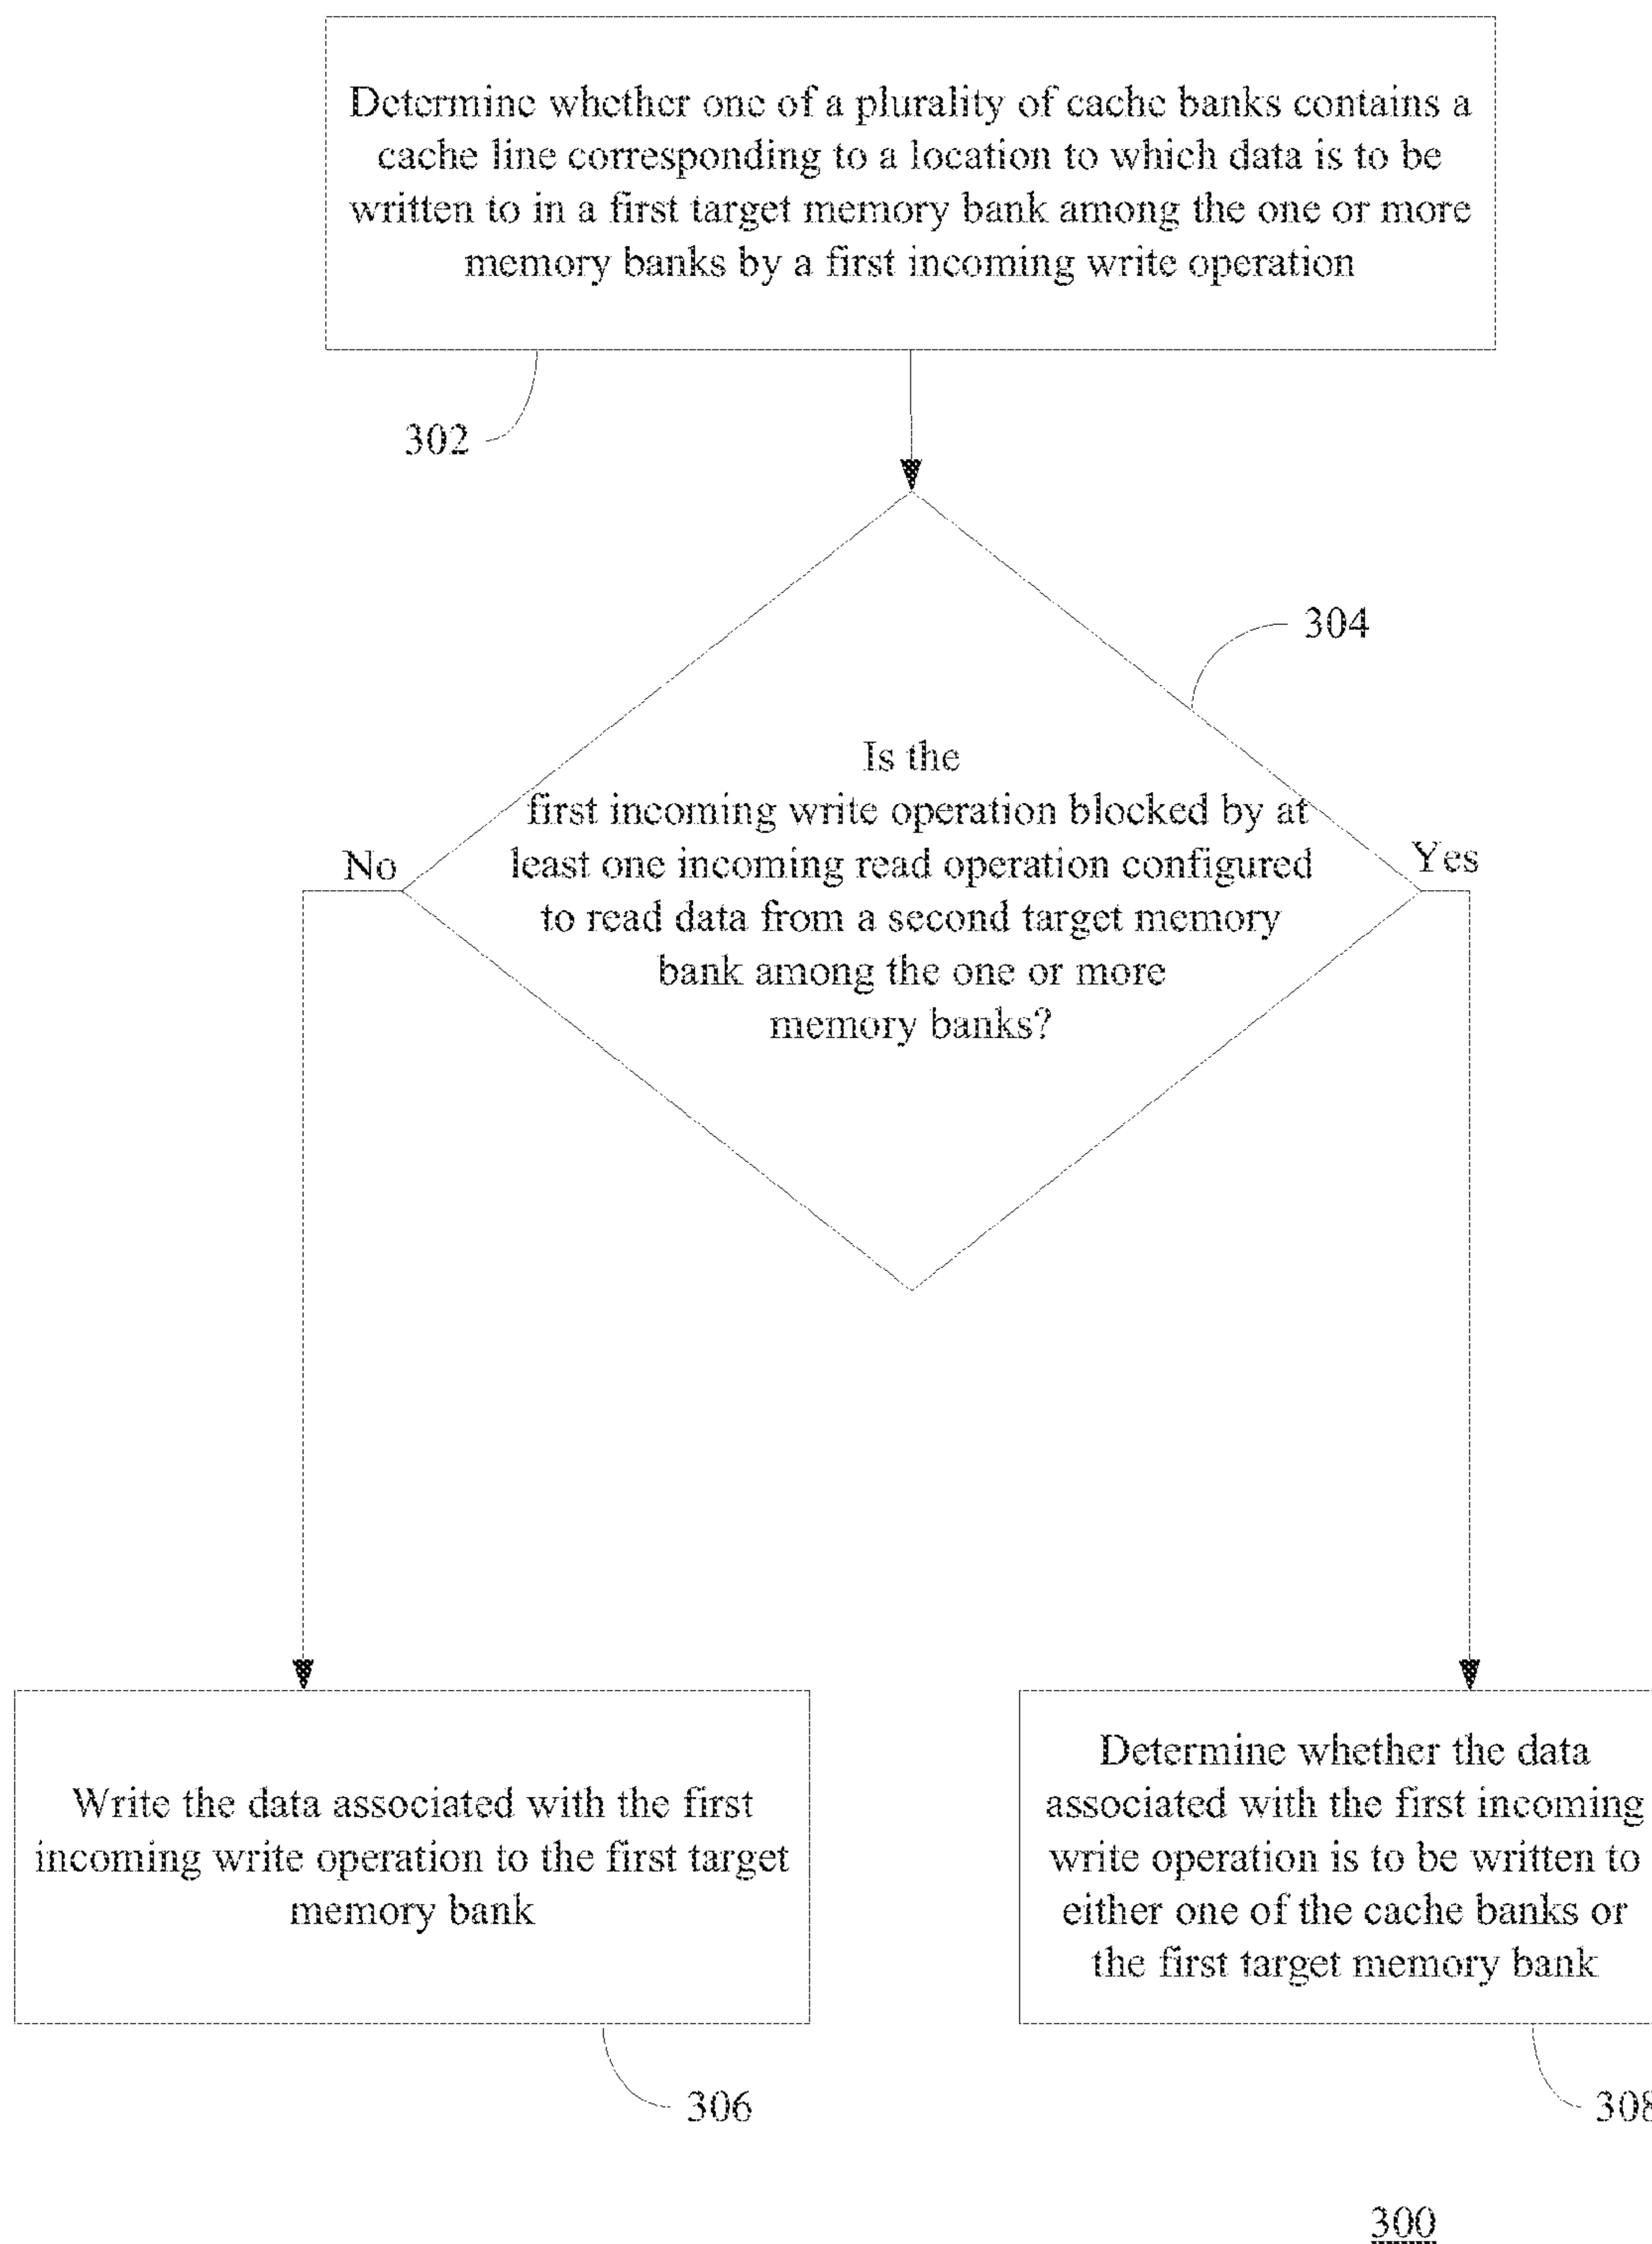 Determine whether one of a plurality of cache banks contains a
cache line corresponding to a location to which data is to be
written to in a first target memory bank among the one or more
memory banks by a first incoming write operation
302
304
Is the
first incoming write operation blocked by at
least one incoming read operation configured
to read data from a second target memory
bank among the one or more
memory banks?
No
Yes
Write the data associated with the first
incoming write operation to the first target
memory bank
Determine whether the data
associated with the first incoming
write operation is to be written to
either one of the cache banks or
the first target memory bank
306
308
300